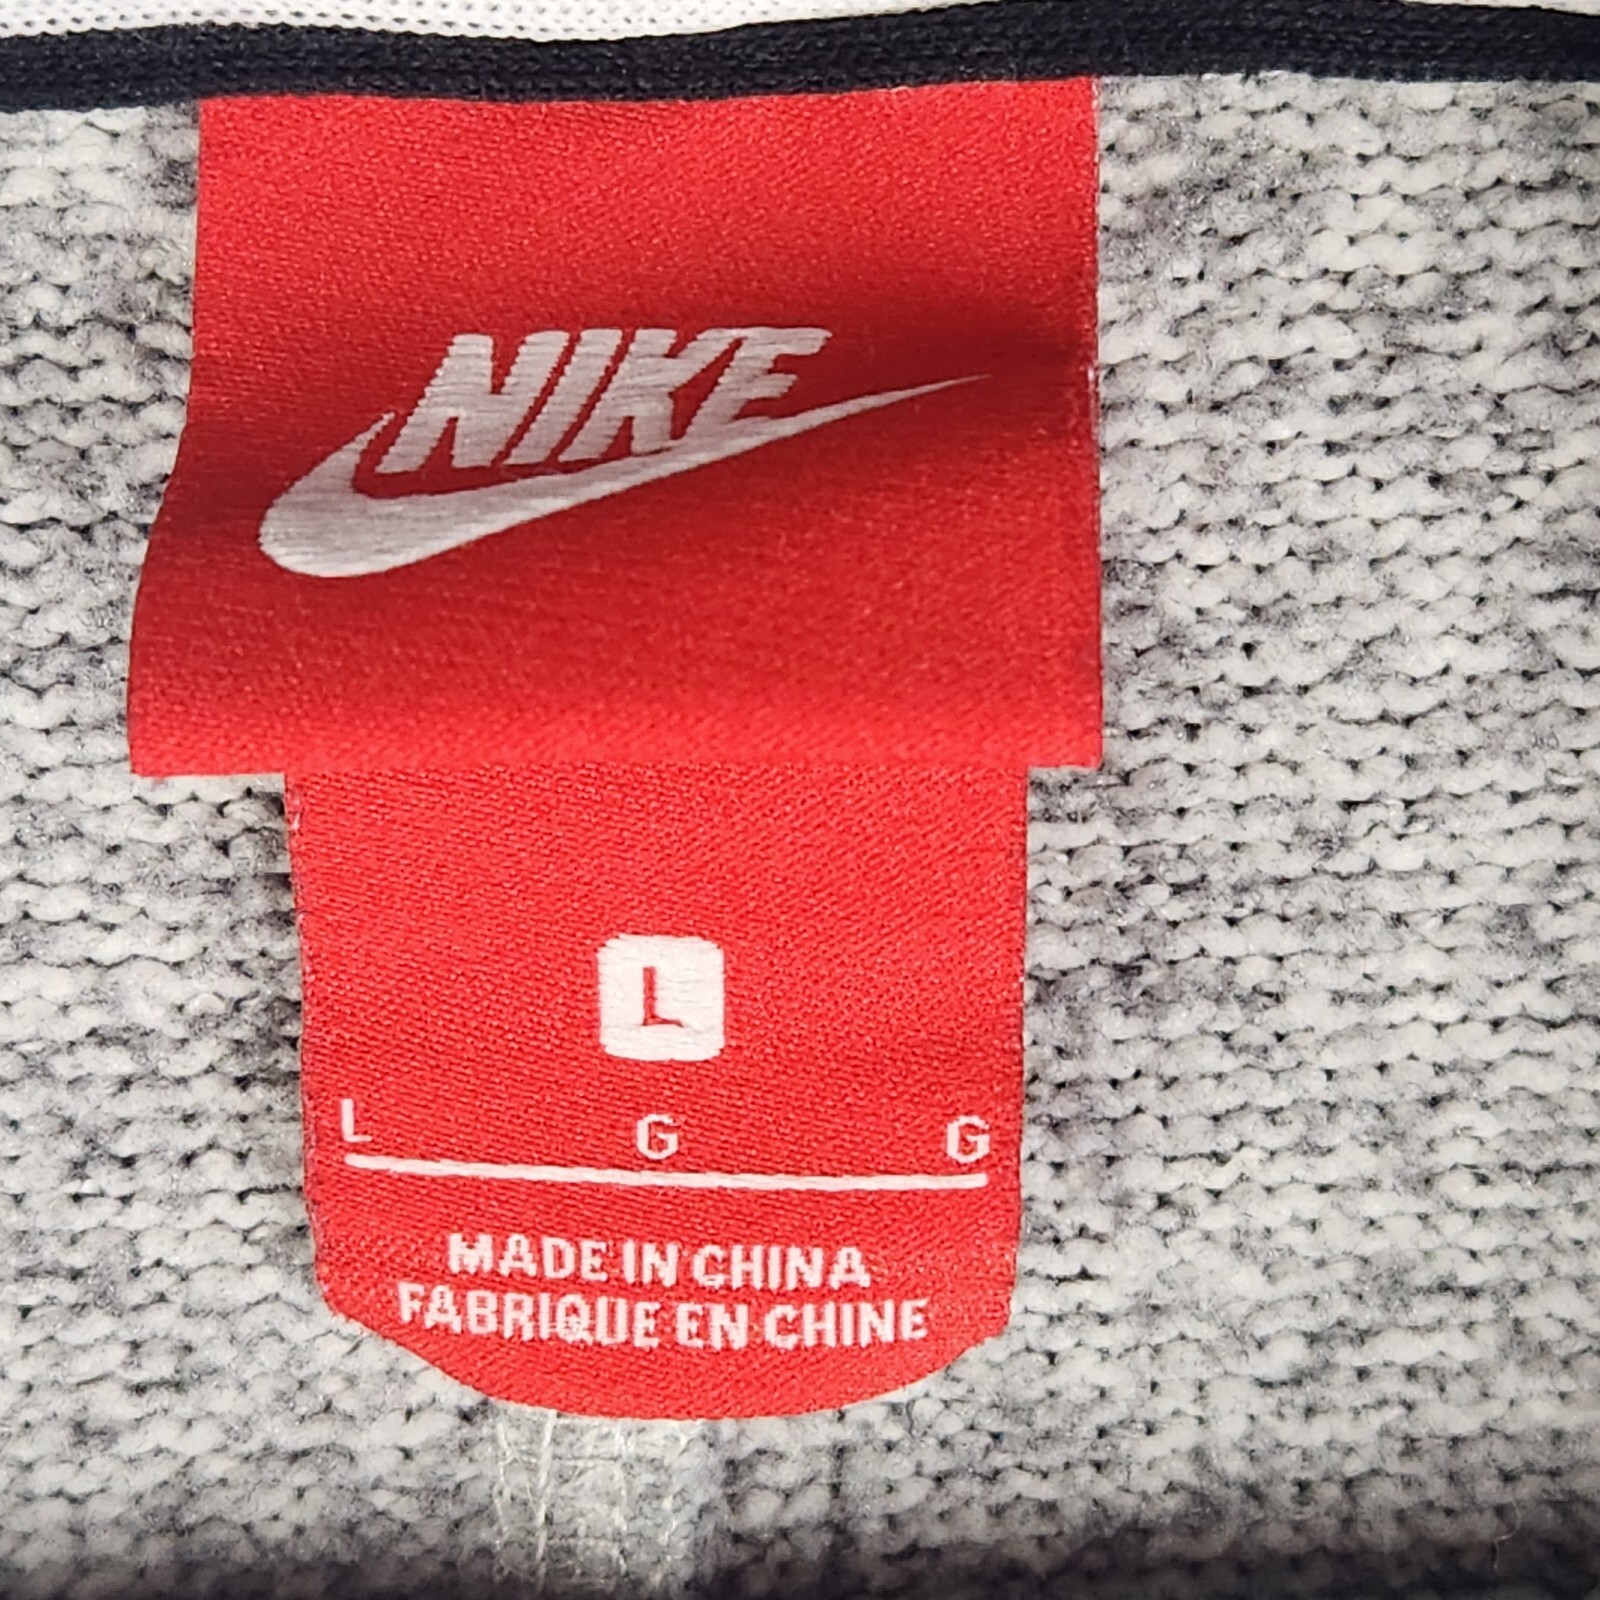 NIKE
L
L G G
MADE IN CHINA
FABRIQUE EN CHINE